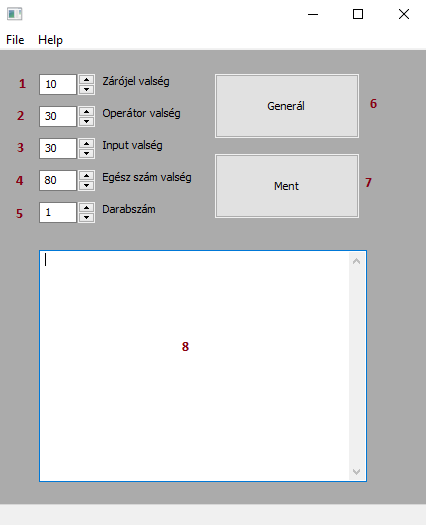 File Help
1 10 Zárójel valség
2 30 Operátor valség
3 30 Input valség
4 80 Egész szám valség
5 1 Darabszám
Generál 6
Ment 7
8